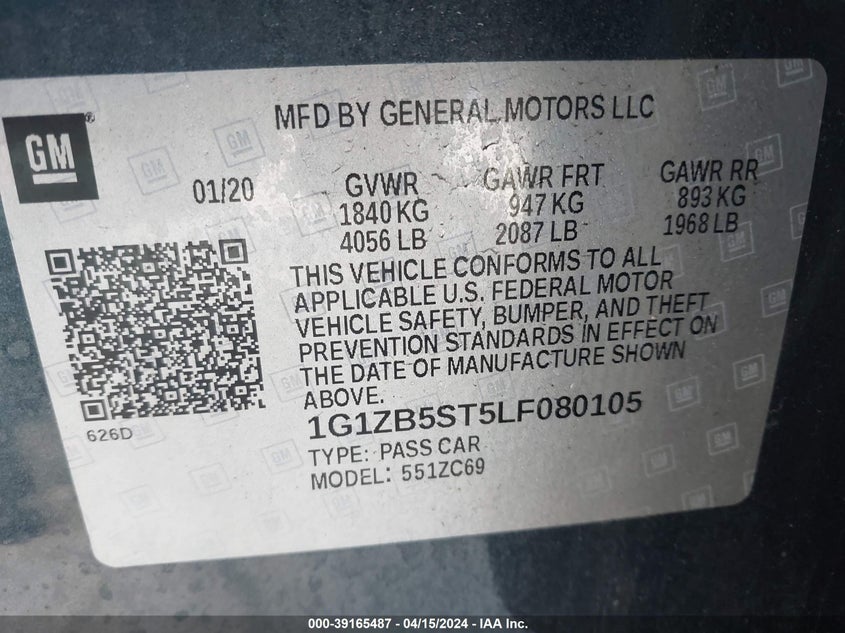 MFD BY GENERAL MOTORS LLC
GM ®
01/20
GVWR
1840 KG
4056 LB
GAWR FRT
947 KG
2087 LB
GAWR RR
893 KG
1968 LB
THIS VEHICLE CONFORMS TO ALL
APPLICABLE U.S. FEDERAL MOTOR
VEHICLE SAFETY, BUMPER, AND THEFT
PREVENTION STANDARDS IN EFFECT ON
THE DATE OF MANUFACTURE SHOWN
ABOVE.
626D
1G1ZB5ST5LF080105
TYPE: PASS CAR
MODEL: 551ZC69
000-39165487 - 04/15/2024 - IAA Inc.